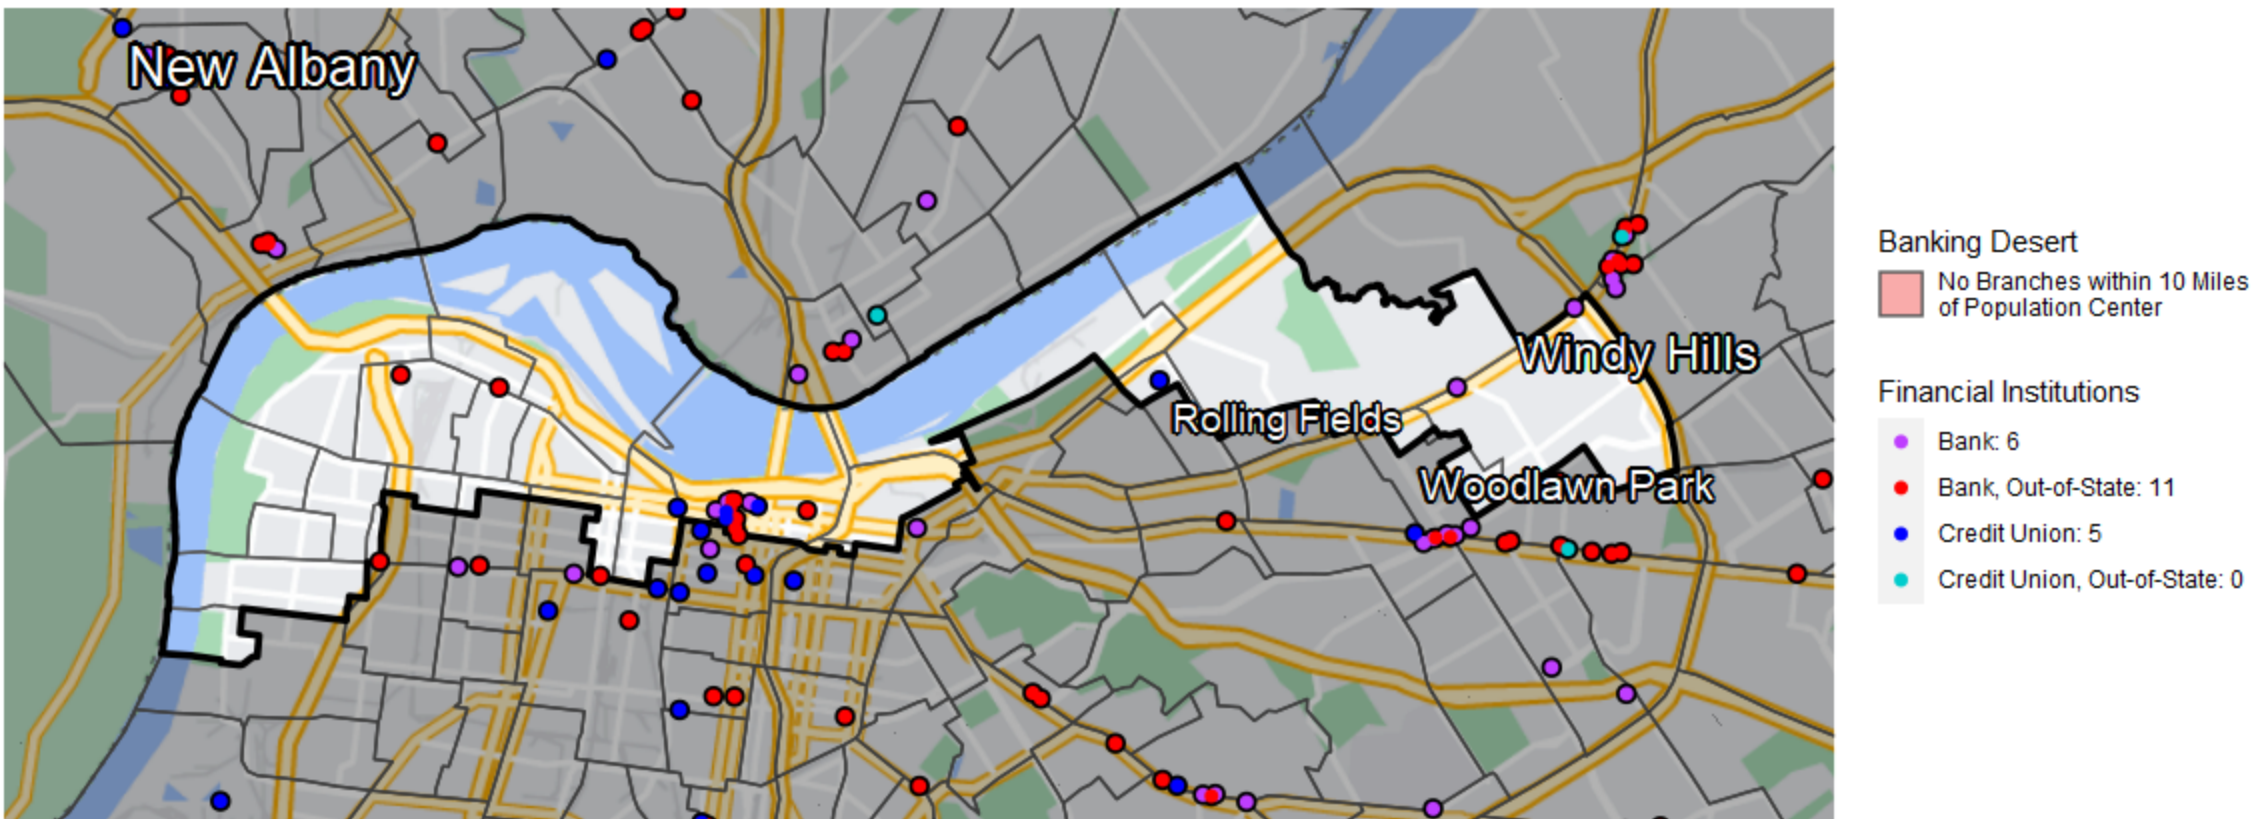 New Albany
Windy Hills
Rolling Fields
Woodlawn Park
Banking Desert
No Branches within 10 Miles
of Population Center
Financial Institutions
Bank: 6
Bank, Out-of-State: 11
Credit Union: 5
Credit Union, Out-of-State: 0